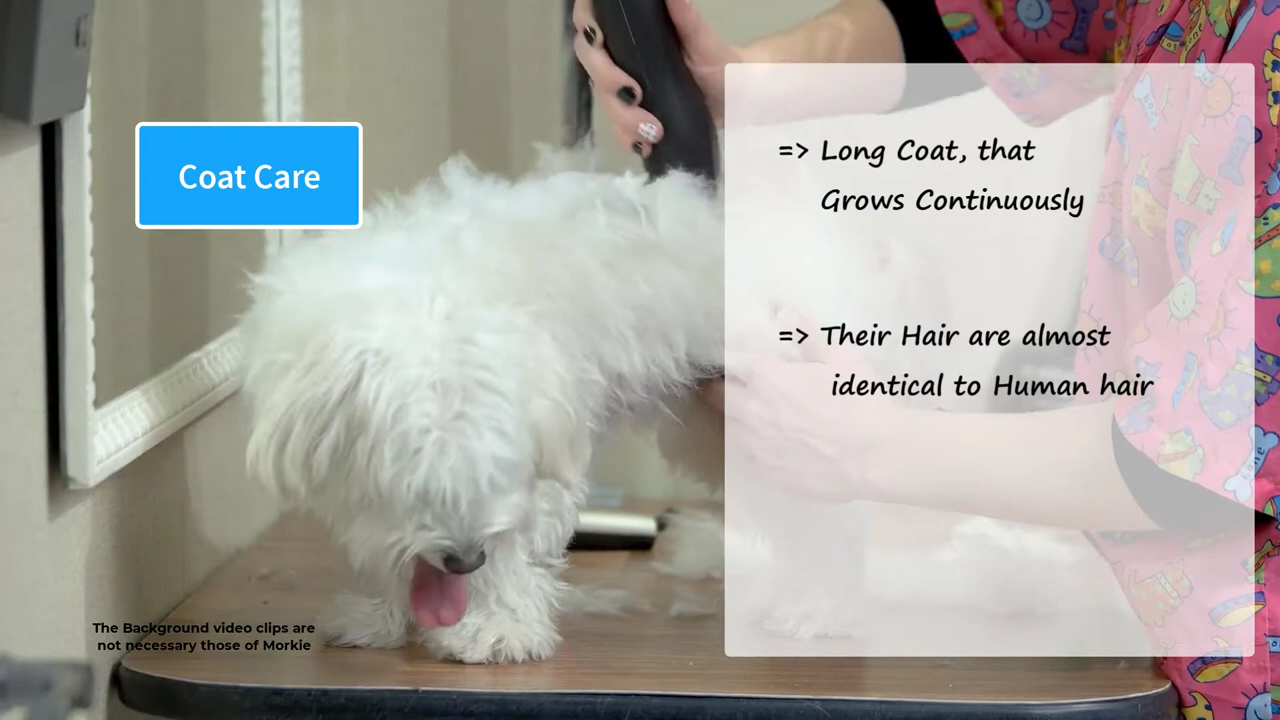 Coat Care
=> Long Coat, that
Grows Continuously
=> Their Hair are almost
identical to Human hair
The Background video clips are
not necessary those of Morkie